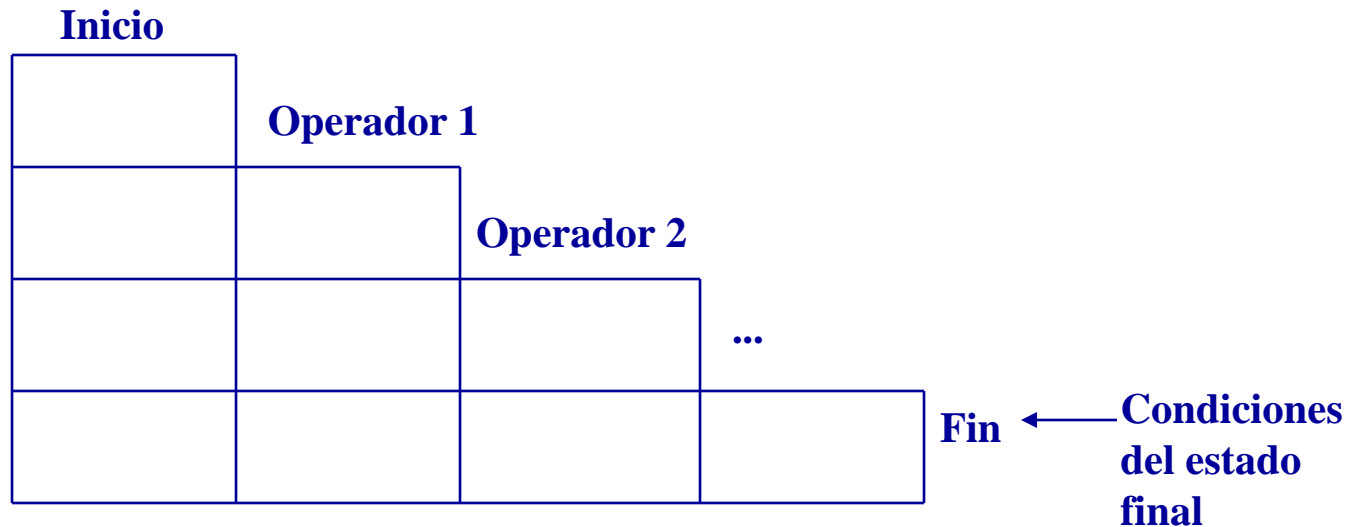 Inicio
Operador 1
Operador 2
...
Fin
Condiciones
del estado
final